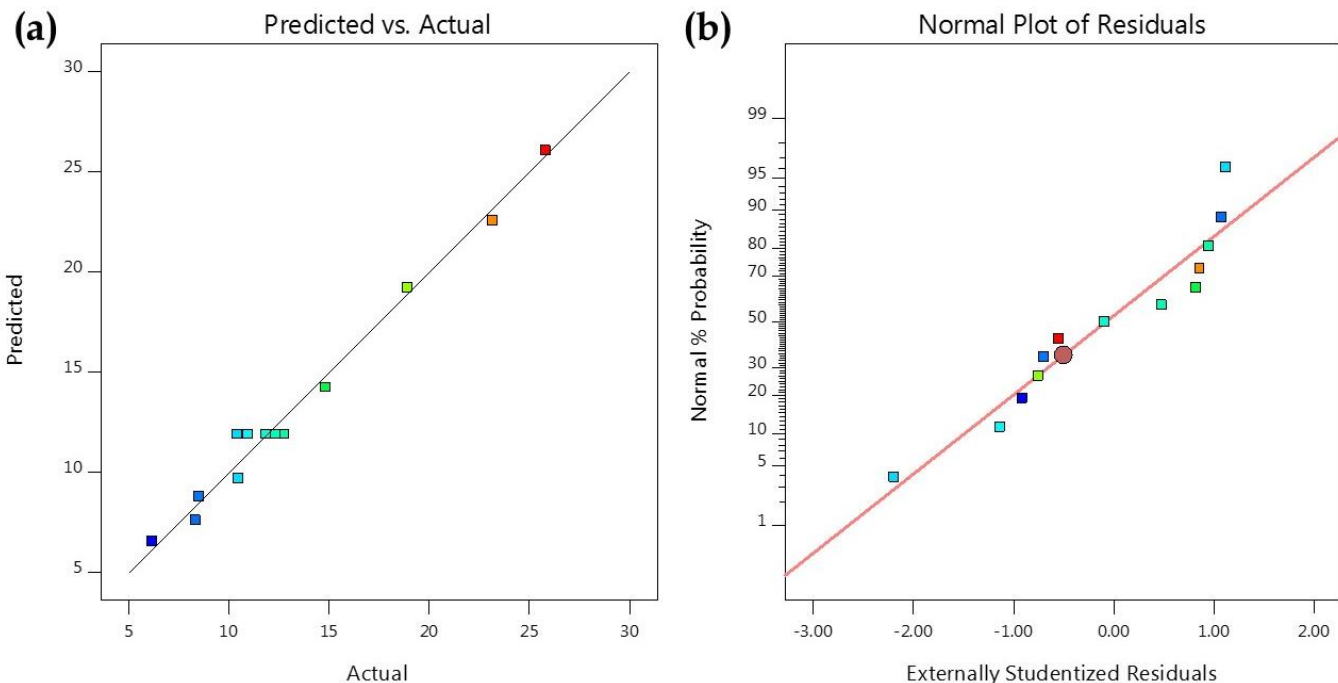 (a)
Predicted vs. Actual
30
25
20
15
10
5
Predicted
5 10 15 20 25 30
Actual
(b)
Normal Plot of Residuals
99
95
90
80
70
50
30
20
10
5
1
Normal % Probability
-3.00 -2.00 -1.00 0.00 1.00 2.00
Externally Studentized Residuals